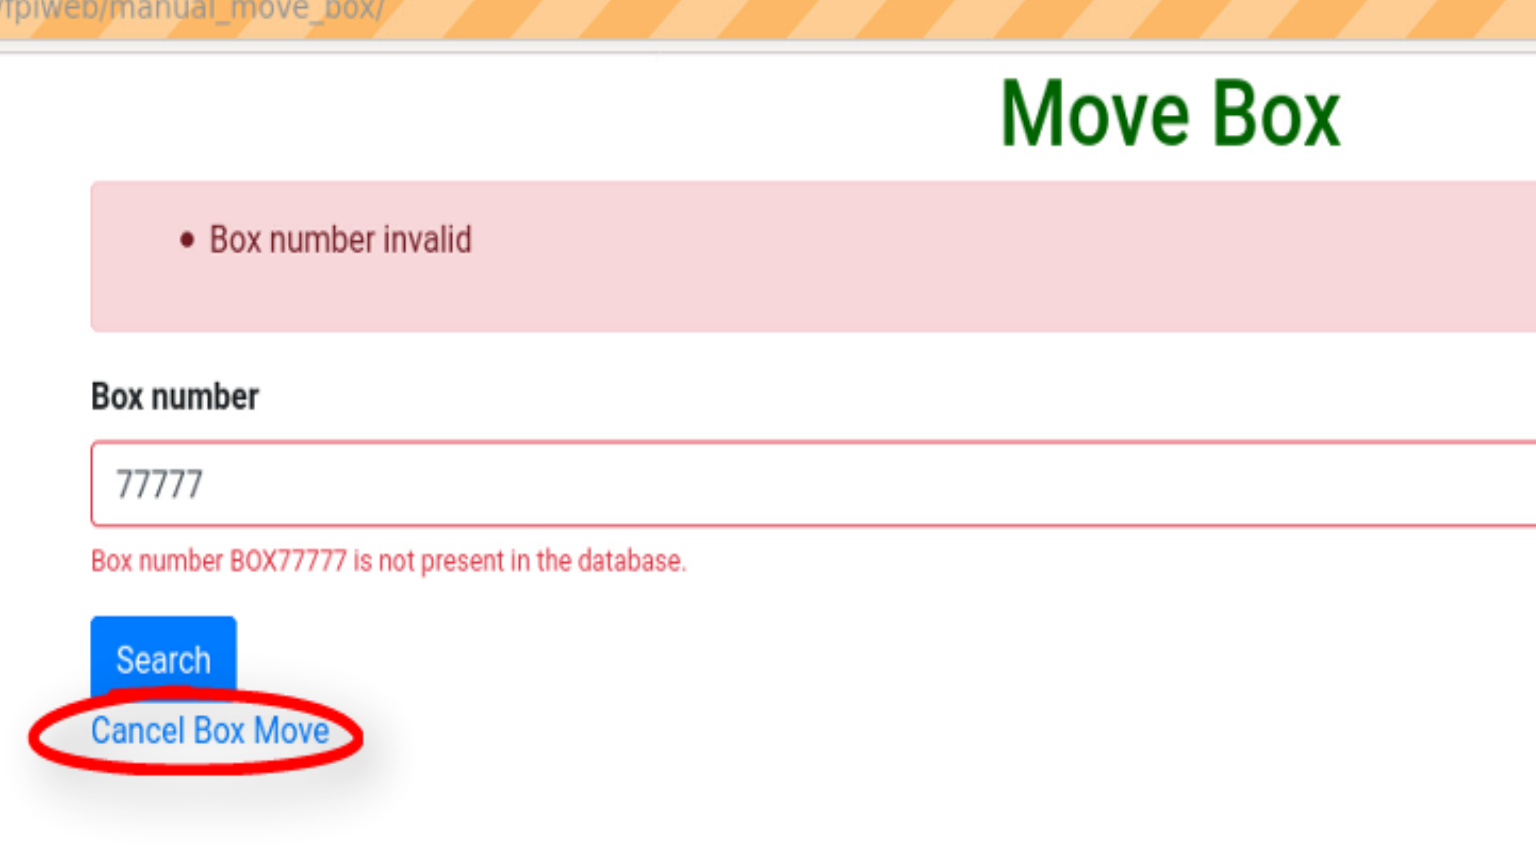 /fpiweb/manual_move_box/
Move Box
• Box number invalid
Box number
77777
Box number BOX77777 is not present in the database.
Search
Cancel Box Move